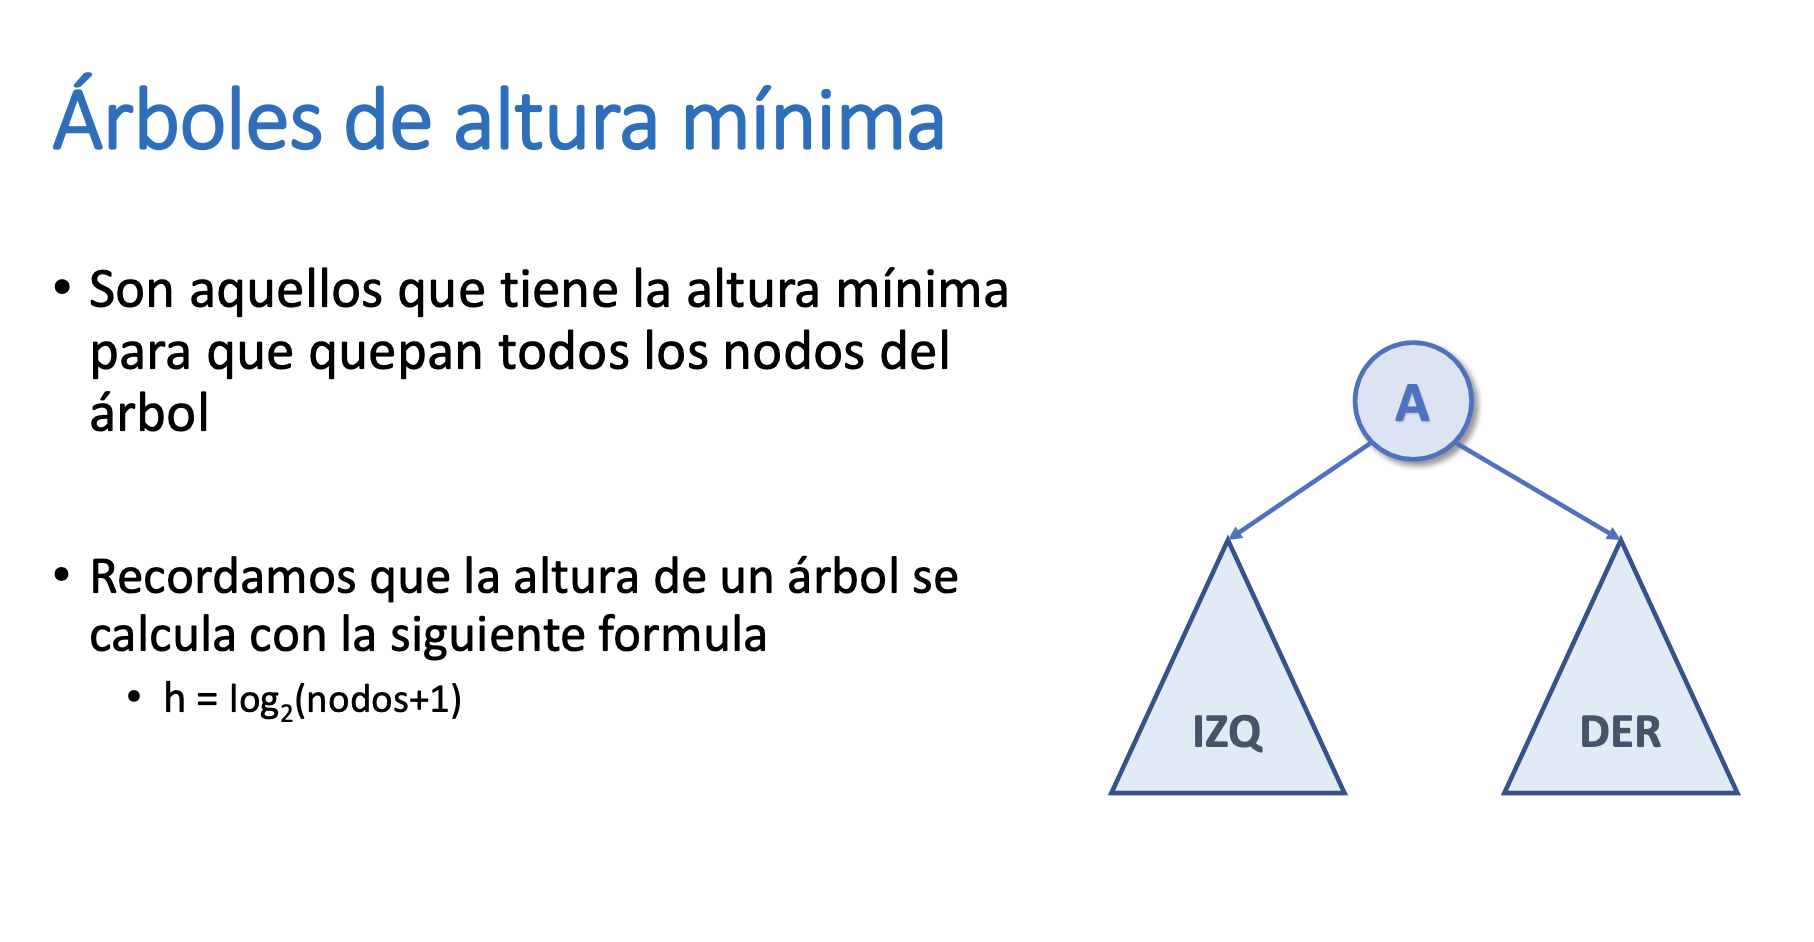 Árboles de altura mínima
• Son aquellos que tiene la altura mínima
para que quepan todos los nodos del
árbol
• Recordamos que la altura de un árbol se
calcula con la siguiente formula
• h = log₂(nodos+1)
A
IZQ
DER